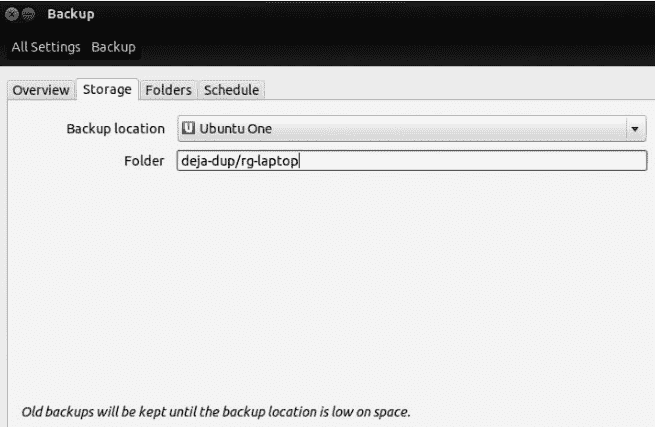 Backup
All Settings Backup
Overview Storage Folders Schedule
Backup location Ubuntu One
Folder deja-dup/rg-laptop
Old backups will be kept until the backup location is low on space.